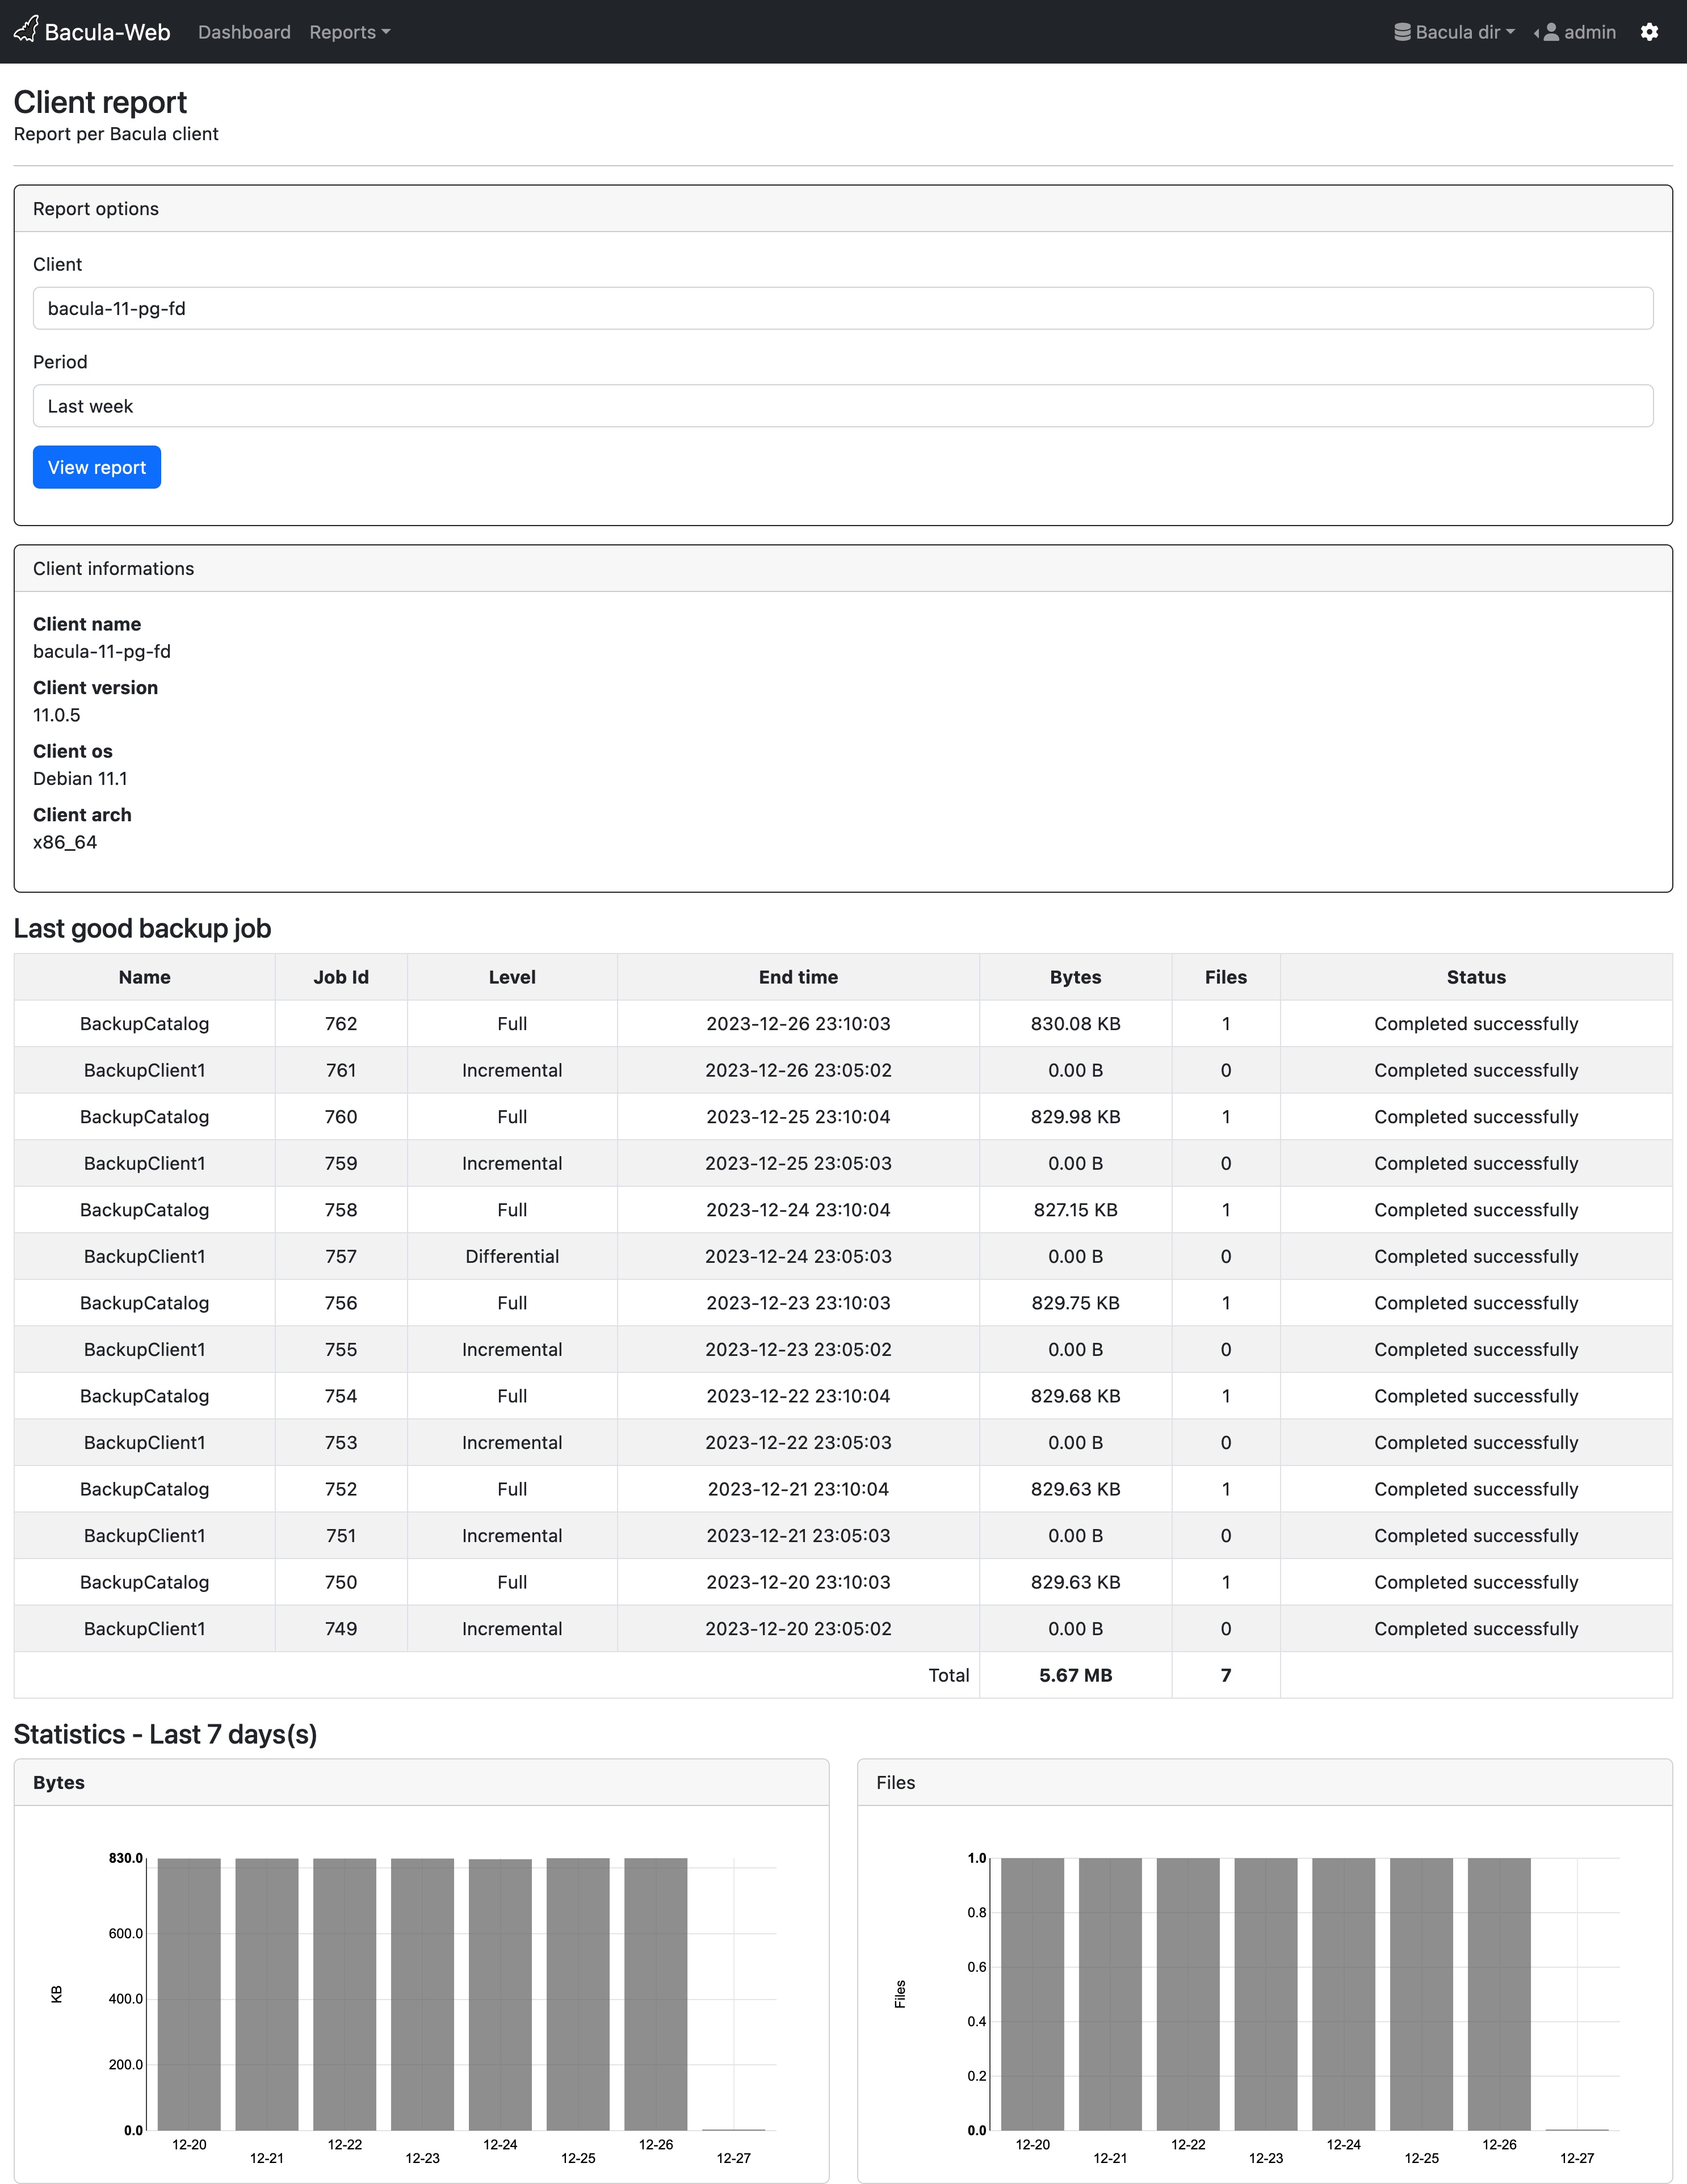 Bacula-Web Dashboard Reports Bacula dir admin
Client report
Report per Bacula client
Report options
Client
bacula-11-pg-fd
Period
Last week
View report
Client informations
Client name
bacula-11-pg-fd
Client version
11.0.5
Client os
Debian 11.1
Client arch
x86_64
Last good backup job
Name Job Id Level End time Bytes Files Status
BackupCatalog 762 Full 2023-12-26 23:10:03 830.08 KB 1 Completed successfully
BackupClient1 761 Incremental 2023-12-26 23:05:02 0.00 B 0 Completed successfully
BackupCatalog 760 Full 2023-12-25 23:10:04 829.98 KB 1 Completed successfully
BackupClient1 759 Incremental 2023-12-25 23:05:03 0.00 B 0 Completed successfully
BackupCatalog 758 Full 2023-12-24 23:10:04 827.15 KB 1 Completed successfully
BackupClient1 757 Differential 2023-12-24 23:05:03 0.00 B 0 Completed successfully
BackupCatalog 756 Full 2023-12-23 23:10:03 829.75 KB 1 Completed successfully
BackupClient1 755 Incremental 2023-12-23 23:05:02 0.00 B 0 Completed successfully
BackupCatalog 754 Full 2023-12-22 23:10:04 829.68 KB 1 Completed successfully
BackupClient1 753 Incremental 2023-12-22 23:05:03 0.00 B 0 Completed successfully
BackupCatalog 752 Full 2023-12-21 23:10:04 829.63 KB 1 Completed successfully
BackupClient1 751 Incremental 2023-12-21 23:05:03 0.00 B 0 Completed successfully
BackupCatalog 750 Full 2023-12-20 23:10:03 829.63 KB 1 Completed successfully
BackupClient1 749 Incremental 2023-12-20 23:05:02 0.00 B 0 Completed successfully
Total 5.67 MB 7
Statistics - Last 7 days(s)
Bytes
830.0
600.0
400.0
200.0
0.0
KB
12-20 12-21 12-22 12-23 12-24 12-25 12-26 12-27
Files
1.0
0.8
0.6
0.4
0.2
0.0
Files
12-20 12-21 12-22 12-23 12-24 12-25 12-26 12-27